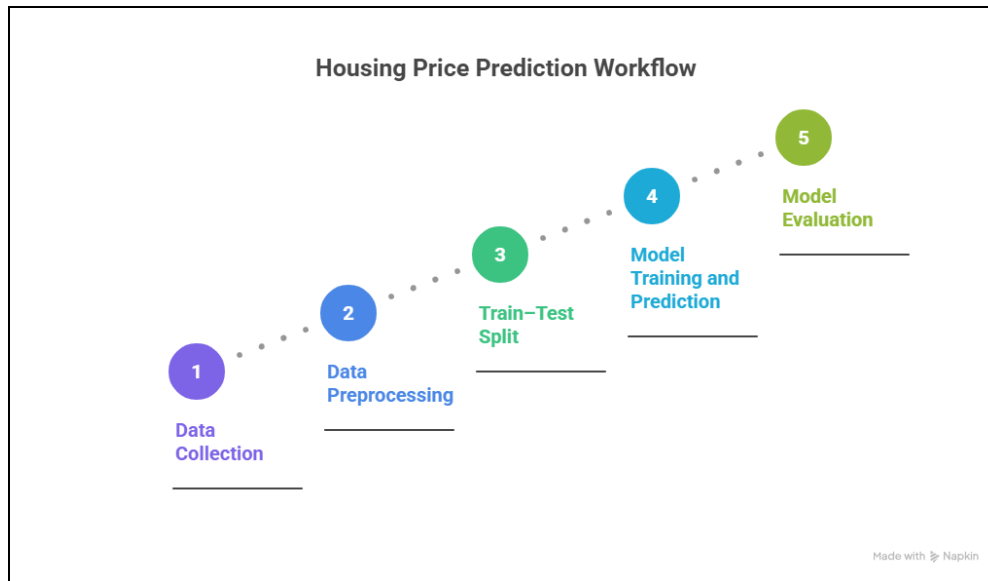 Housing Price Prediction Workflow
1
Data
Collection
2
Data
Preprocessing
3
Train–Test
Split
4
Model
Training and
Prediction
5
Model
Evaluation
Made with Napkin